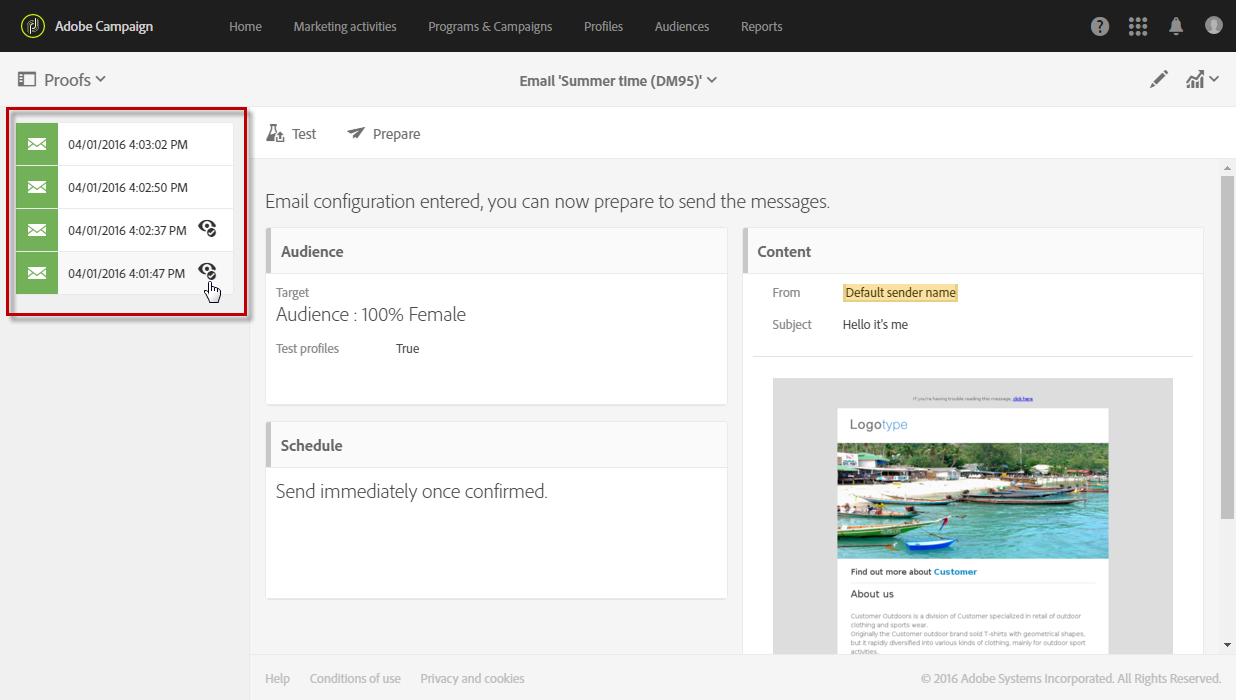 Adobe Campaign
Home
Marketing activities
Programs & Campaigns
Profiles
Audiences
Reports
Proofs
Email 'Summer time (DM95)'
04/01/2016 4:03:02 PM
04/01/2016 4:02:50 PM
04/01/2016 4:02:37 PM
04/01/2016 4:01:47 PM
Test
Prepare
Email configuration entered, you can now prepare to send the messages.
Audience
Target
Audience : 100% Female
Test profiles True
Schedule
Send immediately once confirmed.
Content
From Default sender name
Subject Hello it's me
If you're having trouble reading this message, click here
Logotype
Find out more about Customer
About us
Customer Outdoors is a division of Customer specialized in retail of outdoor
clothing and sports wear.
Originally the Customer outdoor brand sold T-shirts with geometrical shapes,
but it rapidly diversified into various kinds of clothing, mainly for outdoor sport
activities.
Help
Conditions of use
Privacy and cookies
© 2016 Adobe Systems Incorporated. All Rights Reserved.